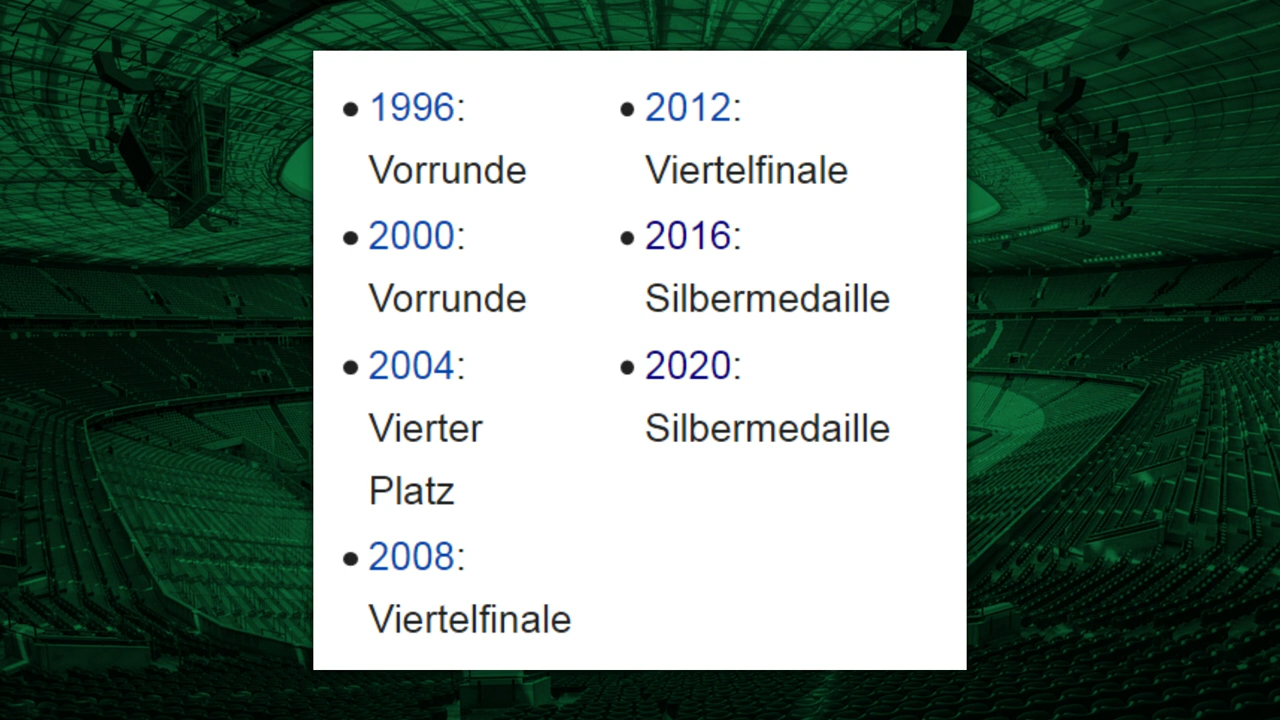 • 1996:
Vorrunde
• 2000:
Vorrunde
• 2004:
Vierter
Platz
• 2008:
Viertelfinale
• 2012:
Viertelfinale
• 2016:
Silbermedaille
• 2020:
Silbermedaille